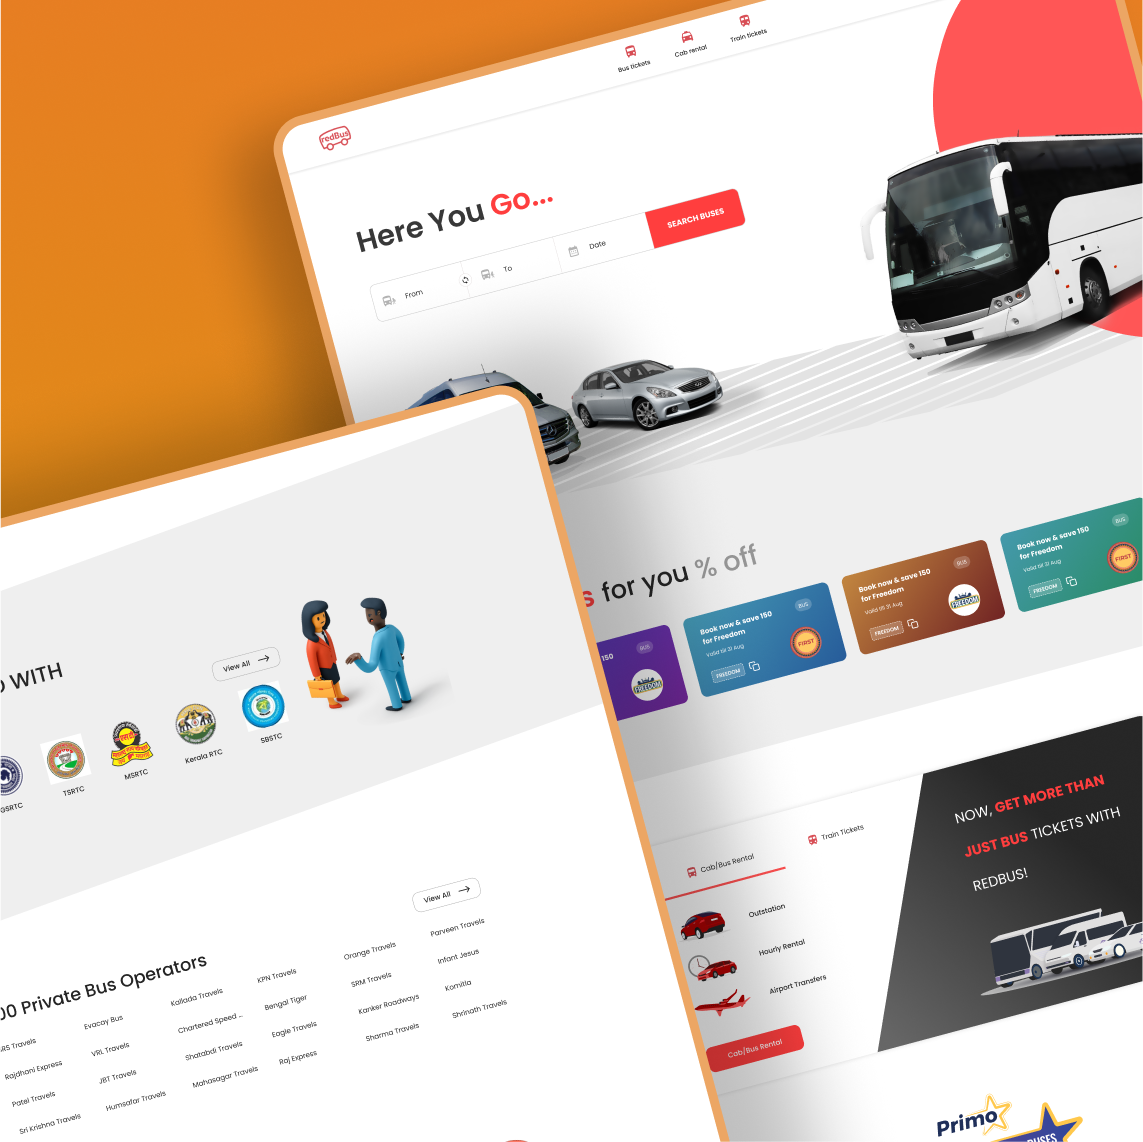 Bus tickets
Cab rental
Train tickets
redBus
Here You Go...
From
To
Date
SEARCH BUSES
for you % off
150
BUS
FREEDOM
Book now & save 150
for Freedom
Valid till 31 Aug
FREEDOM
BUS
FIRST
Book now & save 150
for Freedom
Valid till 31 Aug
FREEDOM
BUS
FREEDOM
Book now & save 150
for Freedom
Valid till 31 Aug
FREEDOM
BUS
FIRST
WITH
View All
GSRTC
TSRTC
MSRTC
Kerala RTC
SBSTC
Cab/Bus Rental
Train Tickets
Outstation
Hourly Rental
Airport Transfers
Cab/Bus Rental
NOW, GET MORE THAN
JUST BUS TICKETS WITH
REDBUS!
View All
00 Private Bus Operators
RS Travels
Evacay Bus
Kallada Travels
KPN Travels
Orange Travels
Parveen Travels
Rajdhani Express
VRL Travels
Chartered Speed ...
Bengal Tiger
SRM Travels
Infant Jesus
Patel Travels
JBT Travels
Shatabdi Travels
Eagle Travels
Kanker Roadways
Komitla
Sri Krishna Travels
Humsafar Travels
Mahasagar Travels
Raj Express
Sharma Travels
Shrinath Travels
Primo
BUSES